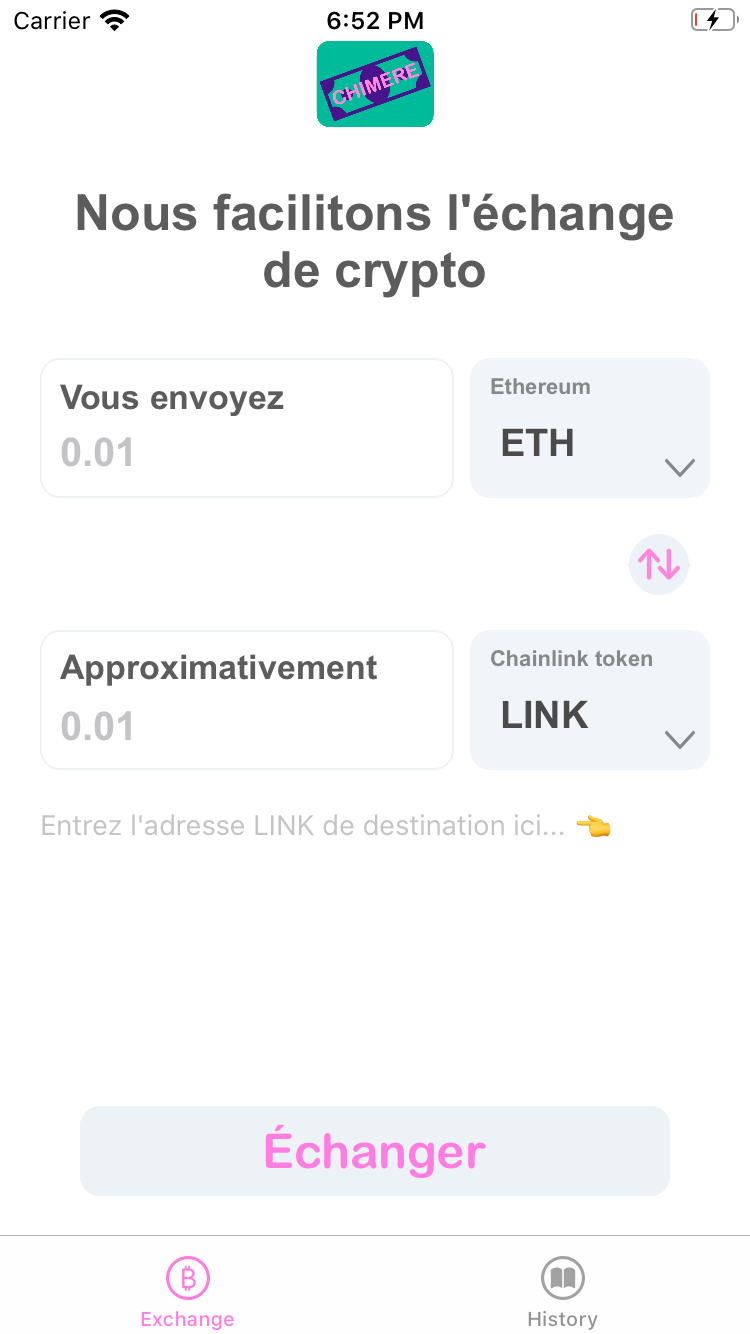 Carrier 6:52 PM
CHIMERE
Nous facilitons l'échange
de crypto
Vous envoyez
0.01
Ethereum
ETH
Approximativement
0.01
Chainlink token
LINK
Entrez l'adresse LINK de destination ici... 👈
Échanger
Exchange
History